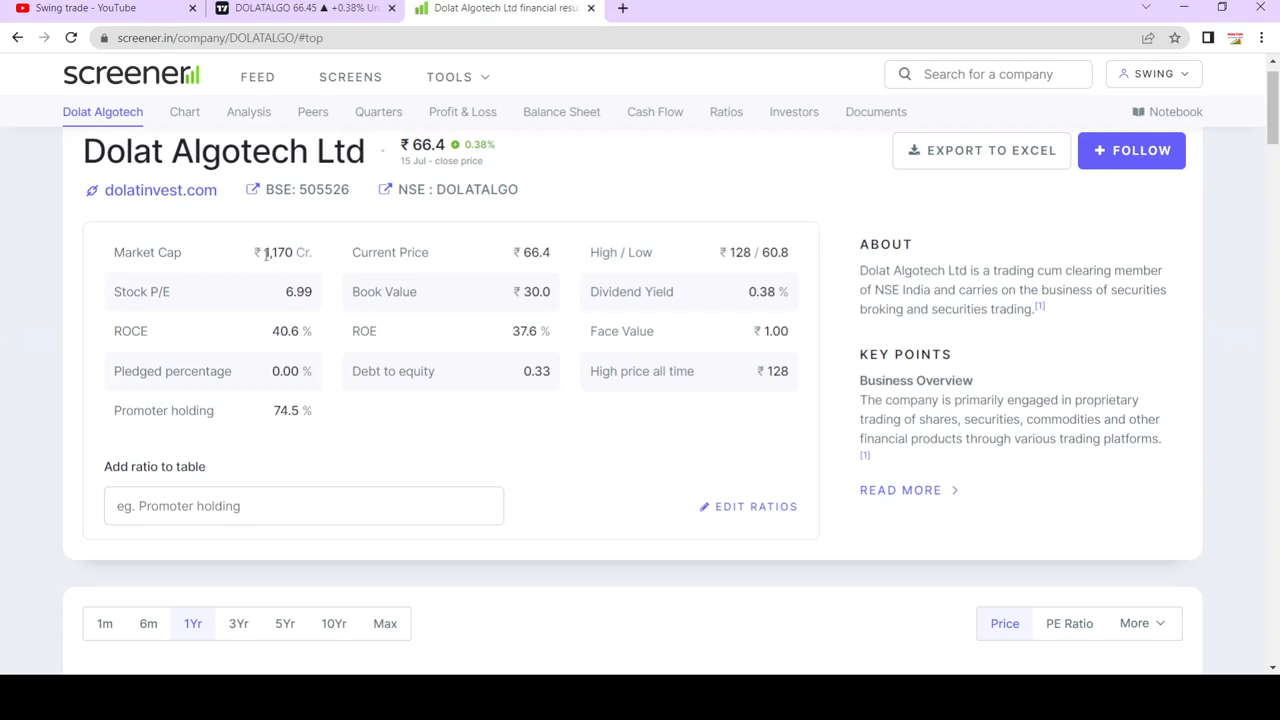 Swing trade - YouTube
DOLATALGO 66.45 ▲ +0.38% Un
Dolat Algotech Ltd financial resu
screener.in/company/DOLATALGO/#top
screener
FEED
SCREENS
TOOLS
Search for a company
SWING
Dolat Algotech
Chart
Analysis
Peers
Quarters
Profit & Loss
Balance Sheet
Cash Flow
Ratios
Investors
Documents
Notebook
Dolat Algotech Ltd
₹ 66.4
0.38%
15 Jul - close price
EXPORT TO EXCEL
FOLLOW
dolatinvest.com
BSE: 505526
NSE : DOLATALGO
Market Cap ₹ 1,170 Cr.
Current Price ₹ 66.4
High / Low ₹ 128 / 60.8
Stock P/E 6.99
Book Value ₹ 30.0
Dividend Yield 0.38 %
ROCE 40.6 %
ROE 37.6 %
Face Value ₹ 1.00
Pledged percentage 0.00 %
Debt to equity 0.33
High price all time ₹ 128
Promoter holding 74.5 %
Add ratio to table
eg. Promoter holding
EDIT RATIOS
ABOUT
Dolat Algotech Ltd is a trading cum clearing member
of NSE India and carries on the business of securities
broking and securities trading.[1]
KEY POINTS
Business Overview
The company is primarily engaged in proprietary
trading of shares, securities, commodities and other
financial products through various trading platforms.
[1]
READ MORE
1m
6m
1Yr
3Yr
5Yr
10Yr
Max
Price
PE Ratio
More